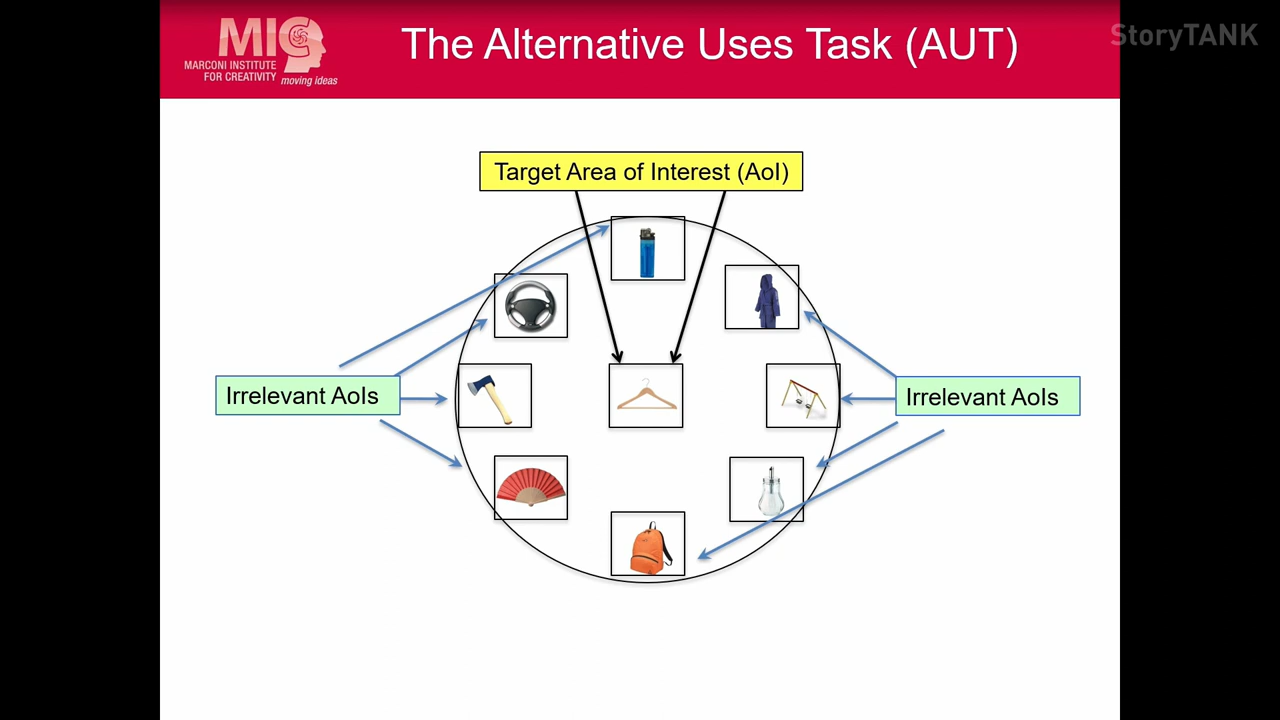 MIC
MARCONI INSTITUTE
FOR CREATIVITY moving ideas
The Alternative Uses Task (AUT)
StoryTANK
Target Area of Interest (AoI)
Irrelevant AoIs
Irrelevant AoIs